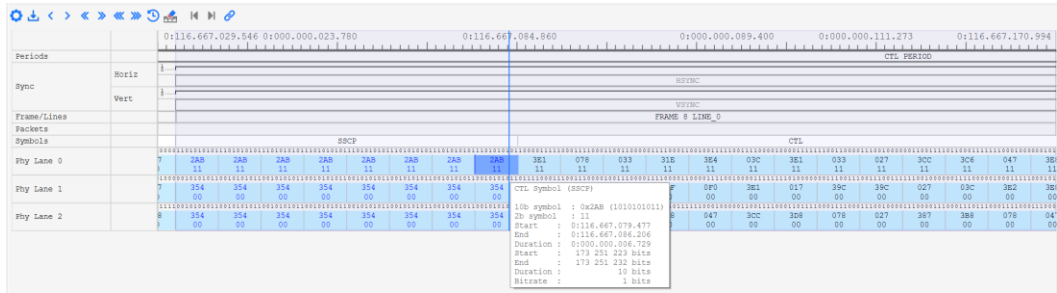 0:116.667.029.546 0:000.000.023.780 0:116.667.084.860 0:000.000.089.400 0:000.000.111.273 0:116.667.170.994
Periods CTL PERIOD
Sync Horiz HSYNC
Vert VSYNC
Frame/Lines FRAME 8 LINE_0
Packets
Symbols SSCP CTL
Phy Lane 0 2AB 2AB 2AB 2AB 2AB 2AB 2AB 2AB 3E1 078 033 31E 3E4 03C 3E1 033 027 3CC 3C6 047
11 11 11 11 11 11 11 11 11 11 11 11 11 11 11 11 11 11 11 11
Phy Lane 1 354 354 354 354 354 354 354 354 0F0 3E1 017 39C 39C 027 03C 3E2
00 00 00 00 00 00 00 00 00 00 00 00 00 00 00 00
Phy Lane 2 354 354 354 354 354 354 354 354 047 3CC 3D8 078 027 387 3B8 078
00 00 00 00 00 00 00 00 00 00 00 00 00 00 00 00
CTL Symbol (SSCP)
10b symbol : 0x2AB (1010101011)
2b symbol : 11
Start : 0:116.667.079.477
End : 0:116.667.086.206
Duration : 0:000.000.006.729
Start : 173 251 223 bits
End : 173 251 232 bits
Duration : 10 bits
Bitrate : 1 bits